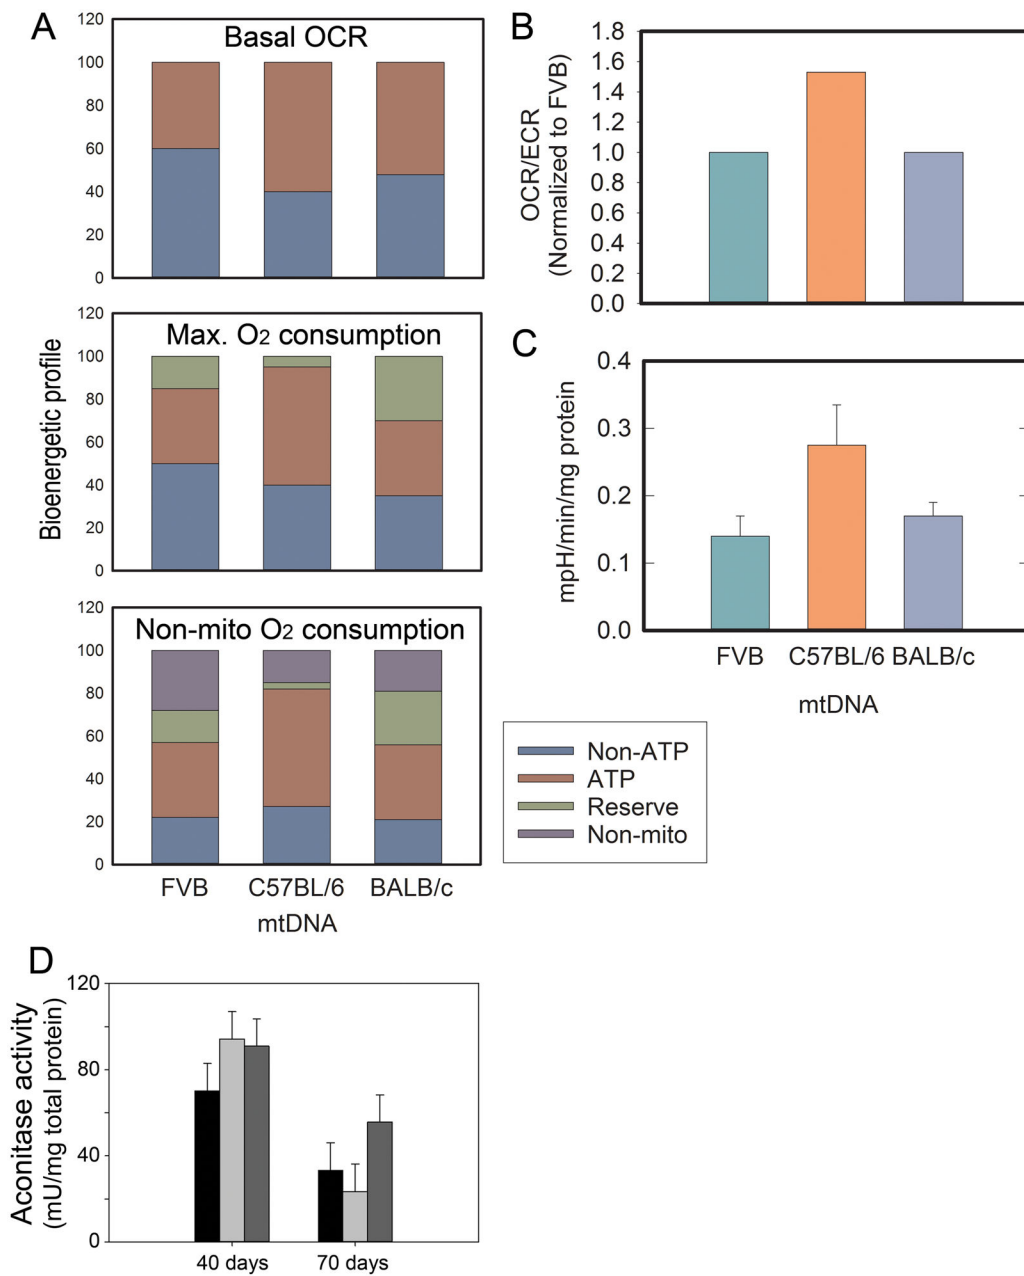 A
Basal OCR
120
100
80
60
40
20
0
Max. O2 consumption
120
100
80
60
40
20
0
Bioenergetic profile
Non-mito O2 consumption
120
100
80
60
40
20
0
FVB C57BL/6 BALB/c
mtDNA
B
OCR/ECR
(Normalized to FVB)
1.8
1.6
1.4
1.2
1.0
0.8
0.6
0.4
0.2
0.0
C
mpH/min/mg protein
0.4
0.3
0.2
0.1
0.0
FVB C57BL/6 BALB/c
mtDNA
Non-ATP
ATP
Reserve
Non-mito
D
Aconitase activity
(mU/mg total protein)
120
80
40
0
40 days 70 days